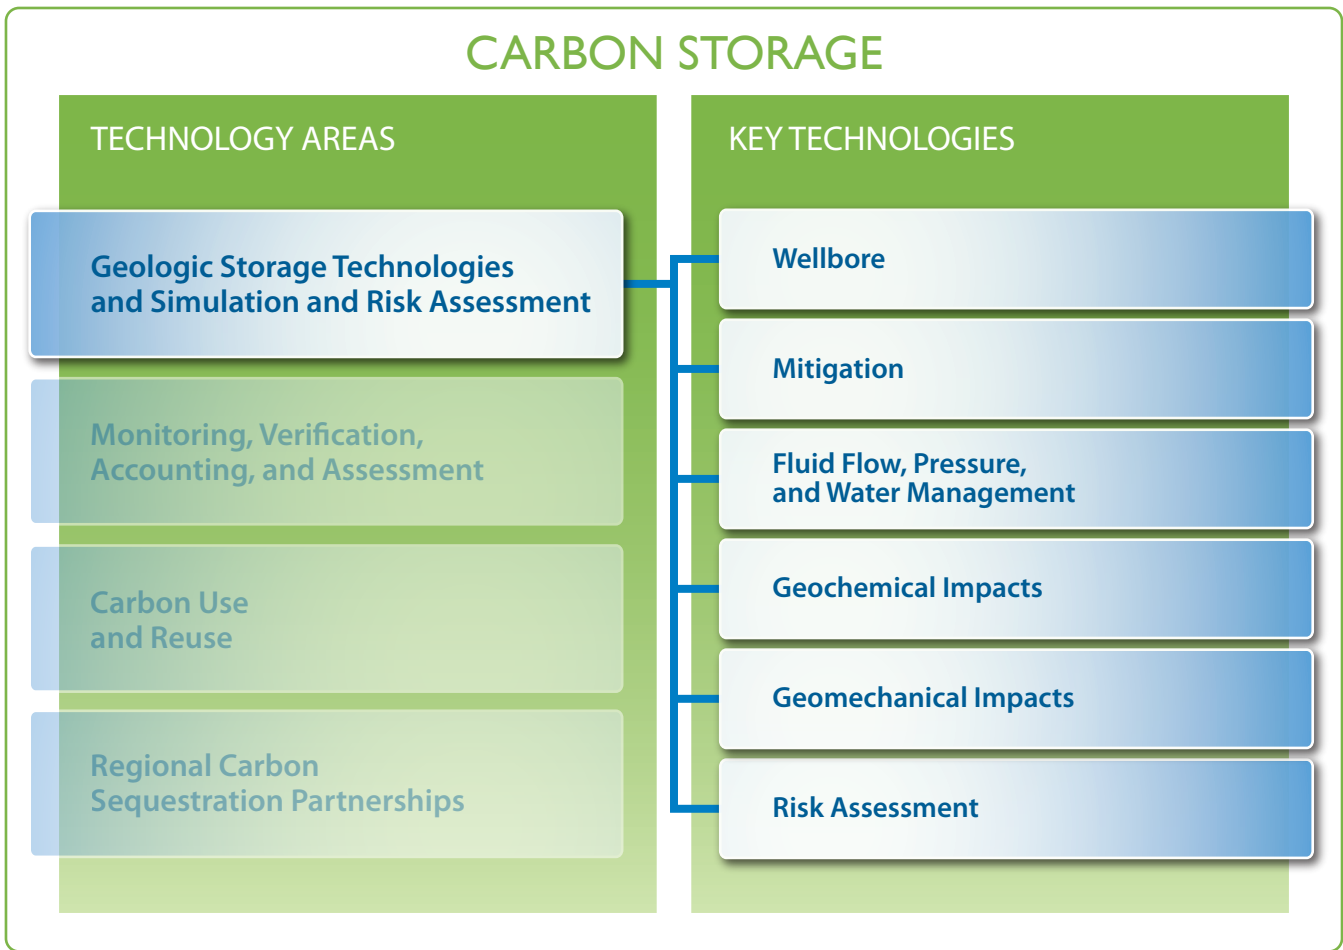 CARBON STORAGE
TECHNOLOGY AREAS
Geologic Storage Technologies
and Simulation and Risk Assessment
Monitoring, Verification,
Accounting, and Assessment
Carbon Use
and Reuse
Regional Carbon
Sequestration Partnerships
KEY TECHNOLOGIES
Wellbore
Mitigation
Fluid Flow, Pressure,
and Water Management
Geochemical Impacts
Geomechanical Impacts
Risk Assessment